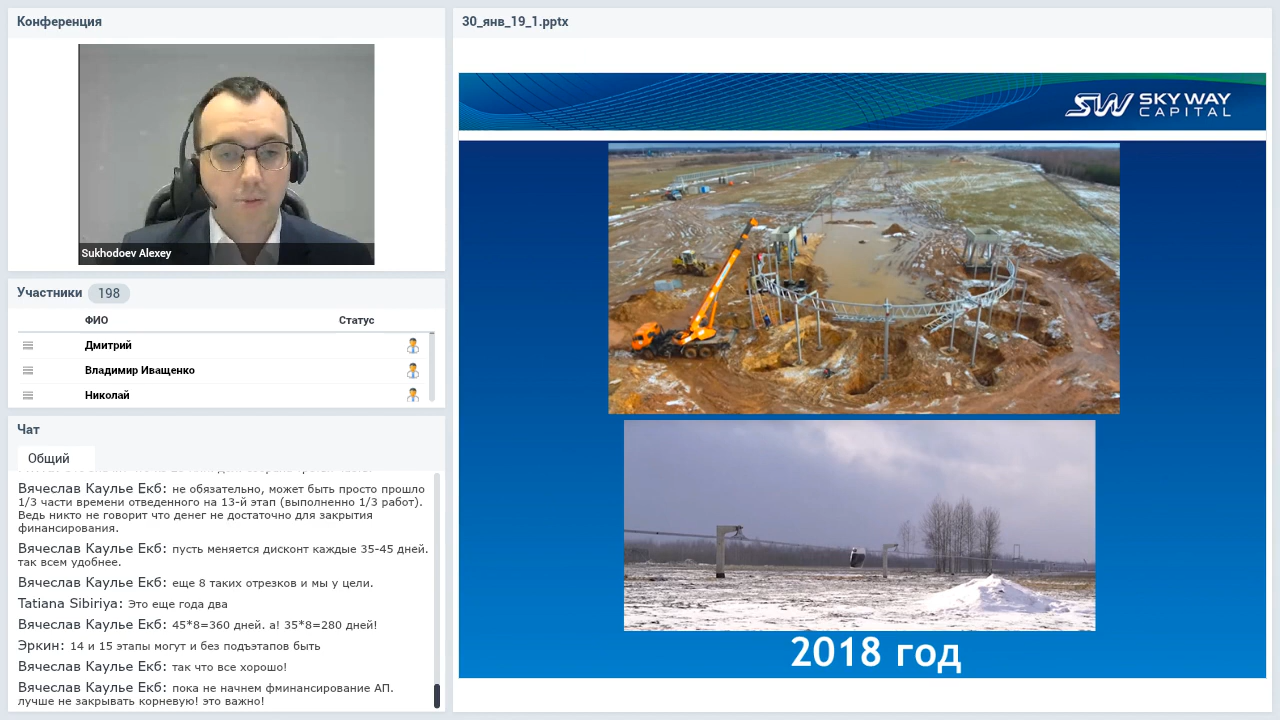 Конференция
Sukhodoev Alexey
Участники 198
ФИО Статус
Дмитрий
Владимир Иващенко
Николай
Чат
Общий
Вячеслав Каулье Екб: не обязательно, может быть просто прошло
1/3 части времени отведенного на 13-й этап (выполненно 1/3 работ).
Ведь никто не говорит что денег не достаточно для закрытия
финансирования.
Вячеслав Каулье Екб: пусть меняется дисконт каждые 35-45 дней.
так всем удобнее.
Вячеслав Каулье Екб: еще 8 таких отрезков и мы у цели.
Tatiana Sibiriya: Это еще года два
Вячеслав Каулье Екб: 45*8=360 дней. а! 35*8=280 дней!
Эркин: 14 и 15 этапы могут и без подъэтапов быть
Вячеслав Каулье Екб: так что все хорошо!
Вячеслав Каулье Екб: пока не начнем фминансирование АП.
лучше не закрывать корневую! это важно!
30_янв_19_1.pptx
SW SKY WAY
CAPITAL
2018 год